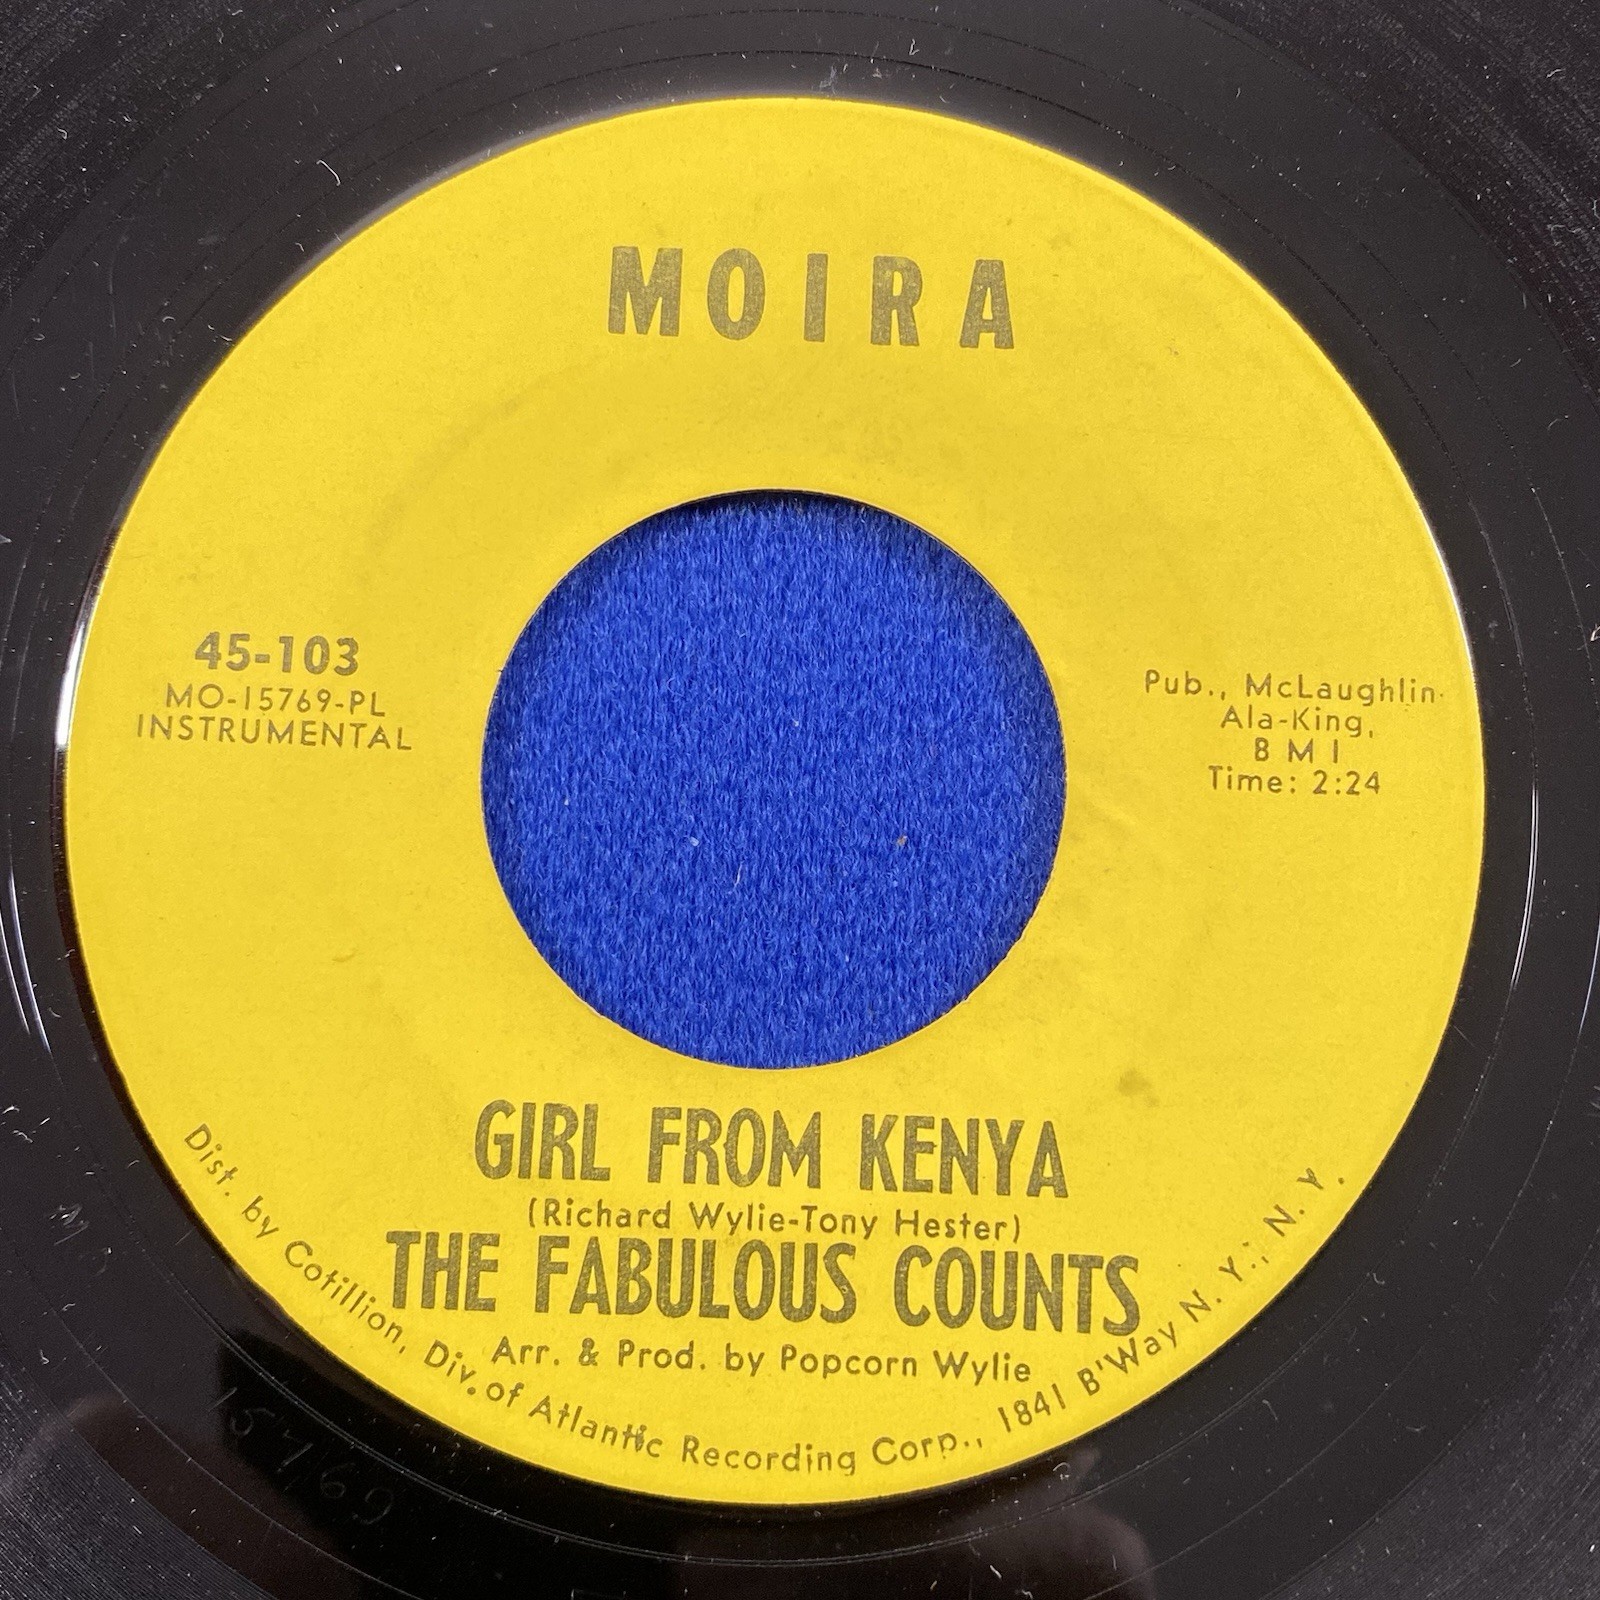 MOIRA
45-103
MO-15769-PL
INSTRUMENTAL
Pub., McLaughlin-
Ala-King,
B M I
Time: 2:24
GIRL FROM KENYA
(Richard Wylie-Tony Hester)
THE FABULOUS COUNTS
Arr. & Prod. by Popcorn Wylie
Dist. by Cotillion, Div. of Atlantic Recording Corp., 1841 B'Way N. Y., N. Y.
15769